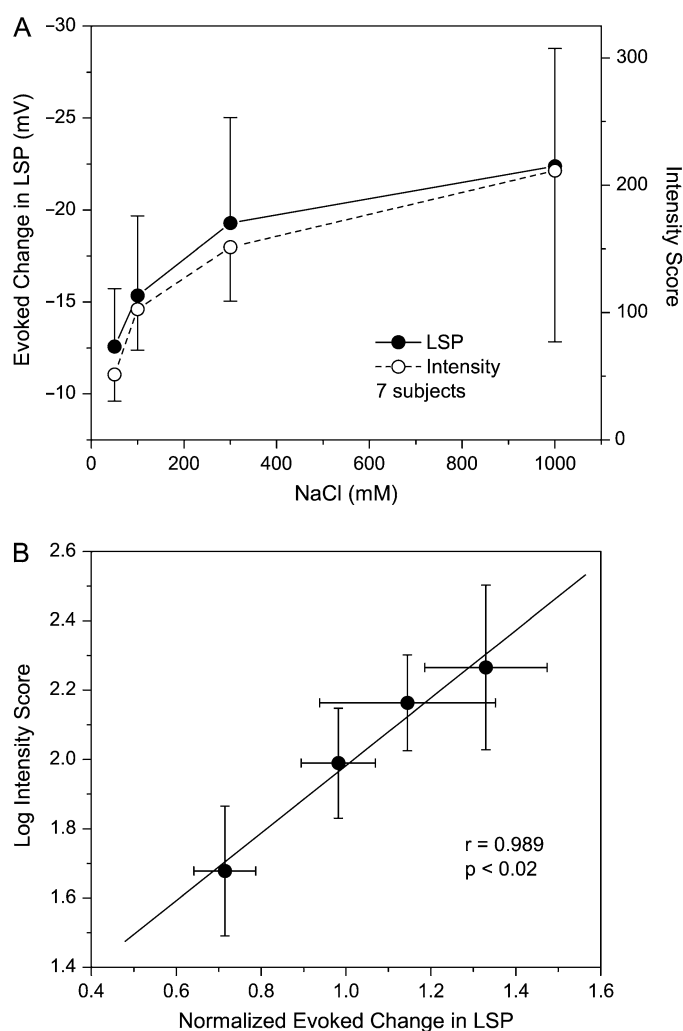 A
−30
−25
−20
−15
−10
Evoked Change in LSP (mV)
300
200
100
0
Intensity Score
LSP
Intensity
7 subjects
0 200 400 600 800 1000
NaCl (mM)
B
2.6
2.4
2.2
2.0
1.8
1.6
1.4
Log Intensity Score
r = 0.989
p < 0.02
0.4 0.6 0.8 1.0 1.2 1.4 1.6
Normalized Evoked Change in LSP